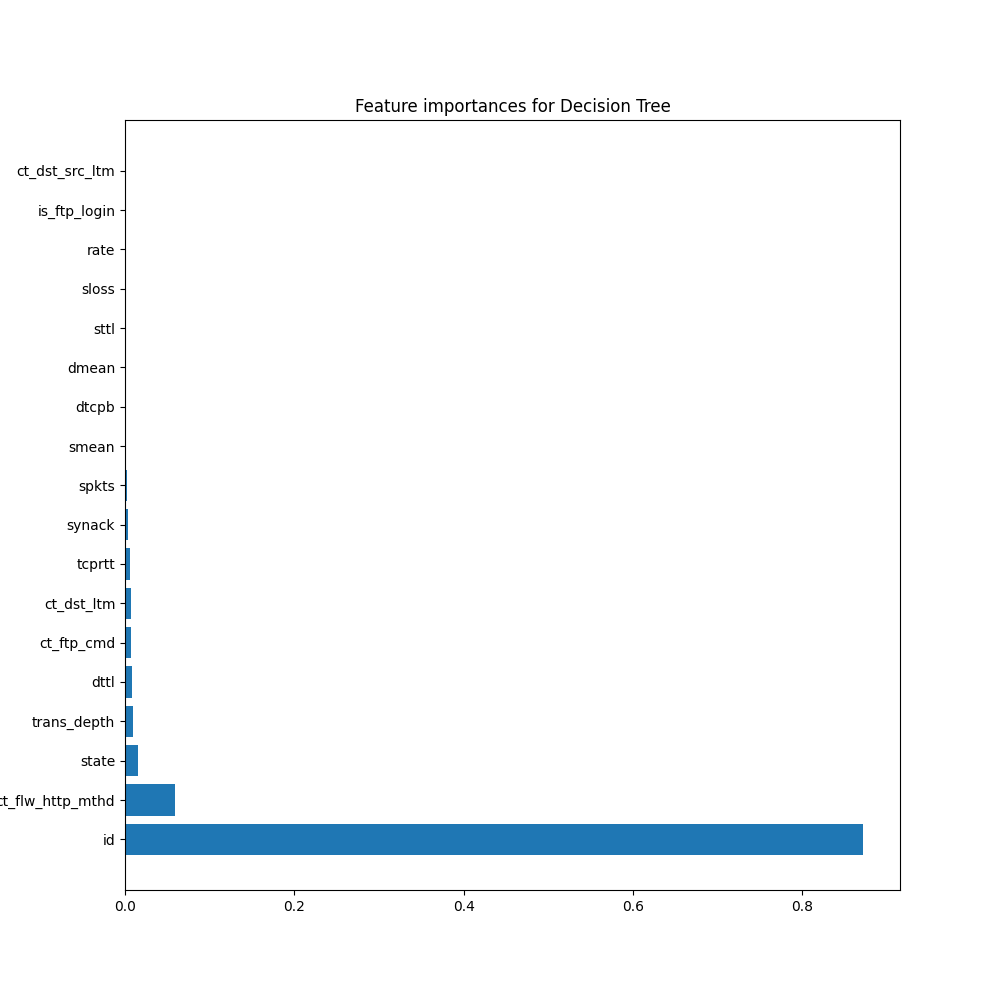 Feature importances for Decision Tree
ct_dst_src_ltm
is_ftp_login
rate
sloss
sttl
dmean
dtcpb
smean
spkts
synack
tcprtt
ct_dst_ltm
ct_ftp_cmd
dttl
trans_depth
state
ct_flw_http_mthd
id
0.0 0.2 0.4 0.6 0.8